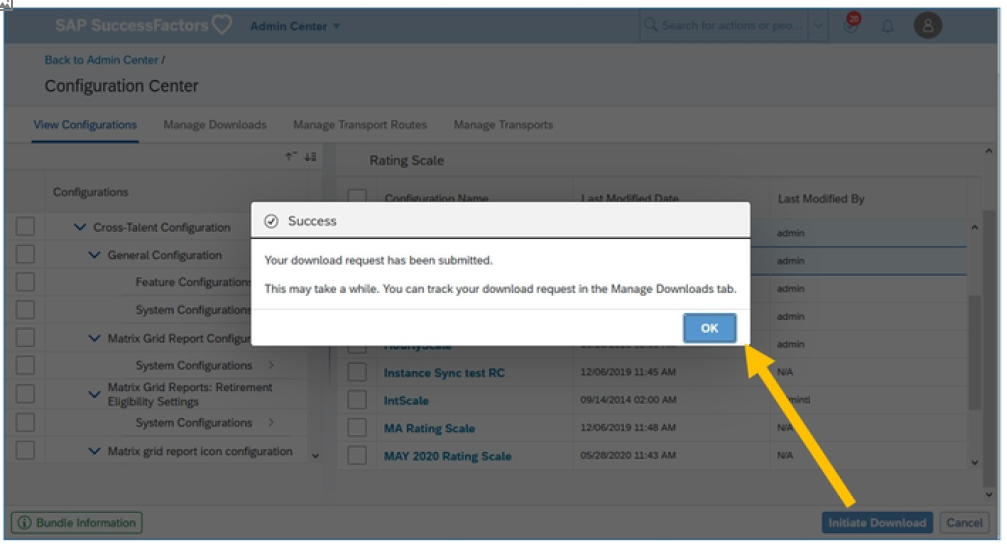 SAP SuccessFactors Admin Center Search for actions or peo... 20
Back to Admin Center /
Configuration Center
View Configurations Manage Downloads Manage Transport Routes Manage Transports
Rating Scale
Configurations
Configuration Name Last Modified Date Last Modified By
Success
Your download request has been submitted.
This may take a while. You can track your download request in the Manage Downloads tab.
OK
Cross-Talent Configuration
General Configuration
Feature Configurations
System Configurations
Matrix Grid Report Configur
System Configurations >
Matrix Grid Reports: Retirement
Eligibility Settings
System Configurations >
Matrix grid report icon configuration
admin
admin
admin
admin
HourlyScale admin
Instance Sync test RC 12/06/2019 11:45 AM N/A
IntScale 09/14/2014 02:00 AM
MA Rating Scale 12/06/2019 11:48 AM N/A
MAY 2020 Rating Scale 05/28/2020 11:43 AM N/A
Bundle Information Initiate Download Cancel